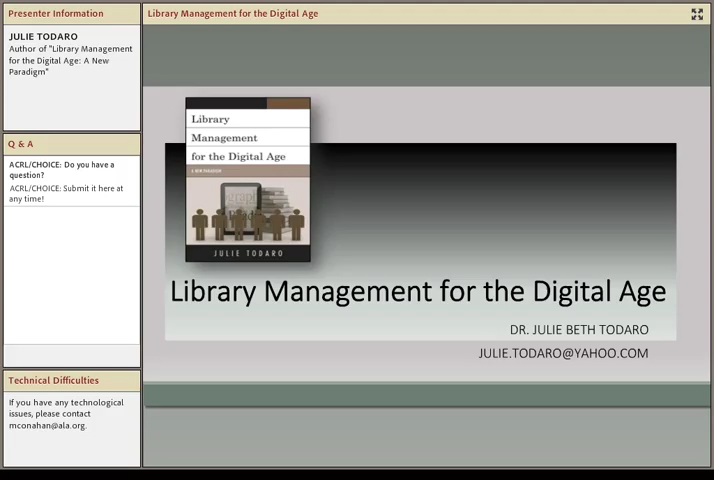 Presenter Information
JULIE TODARO
Author of "Library Management
for the Digital Age: A New
Paradigm"
Q & A
ACRL/CHOICE: Do you have a
question?
ACRL/CHOICE: Submit it here at
any time!
Technical Difficulties
If you have any technological
issues, please contact
mconahan@ala.org.
Library Management for the Digital Age
Library
Management
for the Digital Age
A NEW PARADIGM
JULIE TODARO
Library Management for the Digital Age
DR. JULIE BETH TODARO
JULIE.TODARO@YAHOO.COM